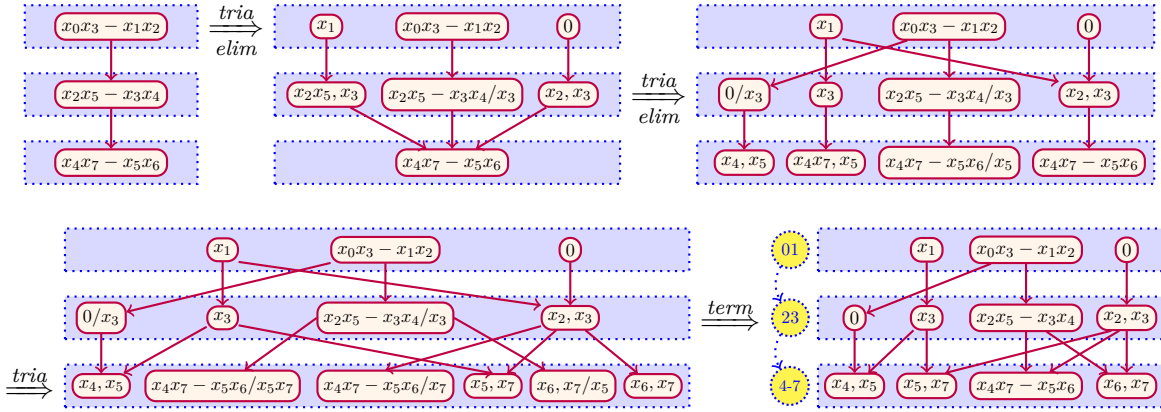 x₀x₃ − x₁x₂
x₂x₅ − x₃x₄
x₄x₇ − x₅x₆
tria
elim
x₁ x₀x₃ − x₁x₂ 0
x₂x₅, x₃ x₂x₅ − x₃x₄/x₃ x₂, x₃
x₄x₇ − x₅x₆
tria
elim
x₁ x₀x₃ − x₁x₂ 0
0/x₃ x₃ x₂x₅ − x₃x₄/x₃ x₂, x₃
x₄, x₅ x₄x₇, x₅ x₄x₇ − x₅x₆/x₅ x₄x₇ − x₅x₆
tria
x₁ x₀x₃ − x₁x₂ 0
0/x₃ x₃ x₂x₅ − x₃x₄/x₃ x₂, x₃
x₄, x₅ x₄x₇ − x₅x₆/x₅x₇ x₄x₇ − x₅x₆/x₇ x₅, x₇ x₆, x₇/x₅ x₆, x₇
term
01 x₁ x₀x₃ − x₁x₂ 0
23 0 x₃ x₂x₅ − x₃x₄ x₂, x₃
4-7 x₄, x₅ x₅, x₇ x₄x₇ − x₅x₆ x₆, x₇